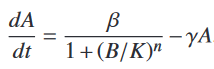 dA/dt = β/(1+(B/K)ⁿ) − γA